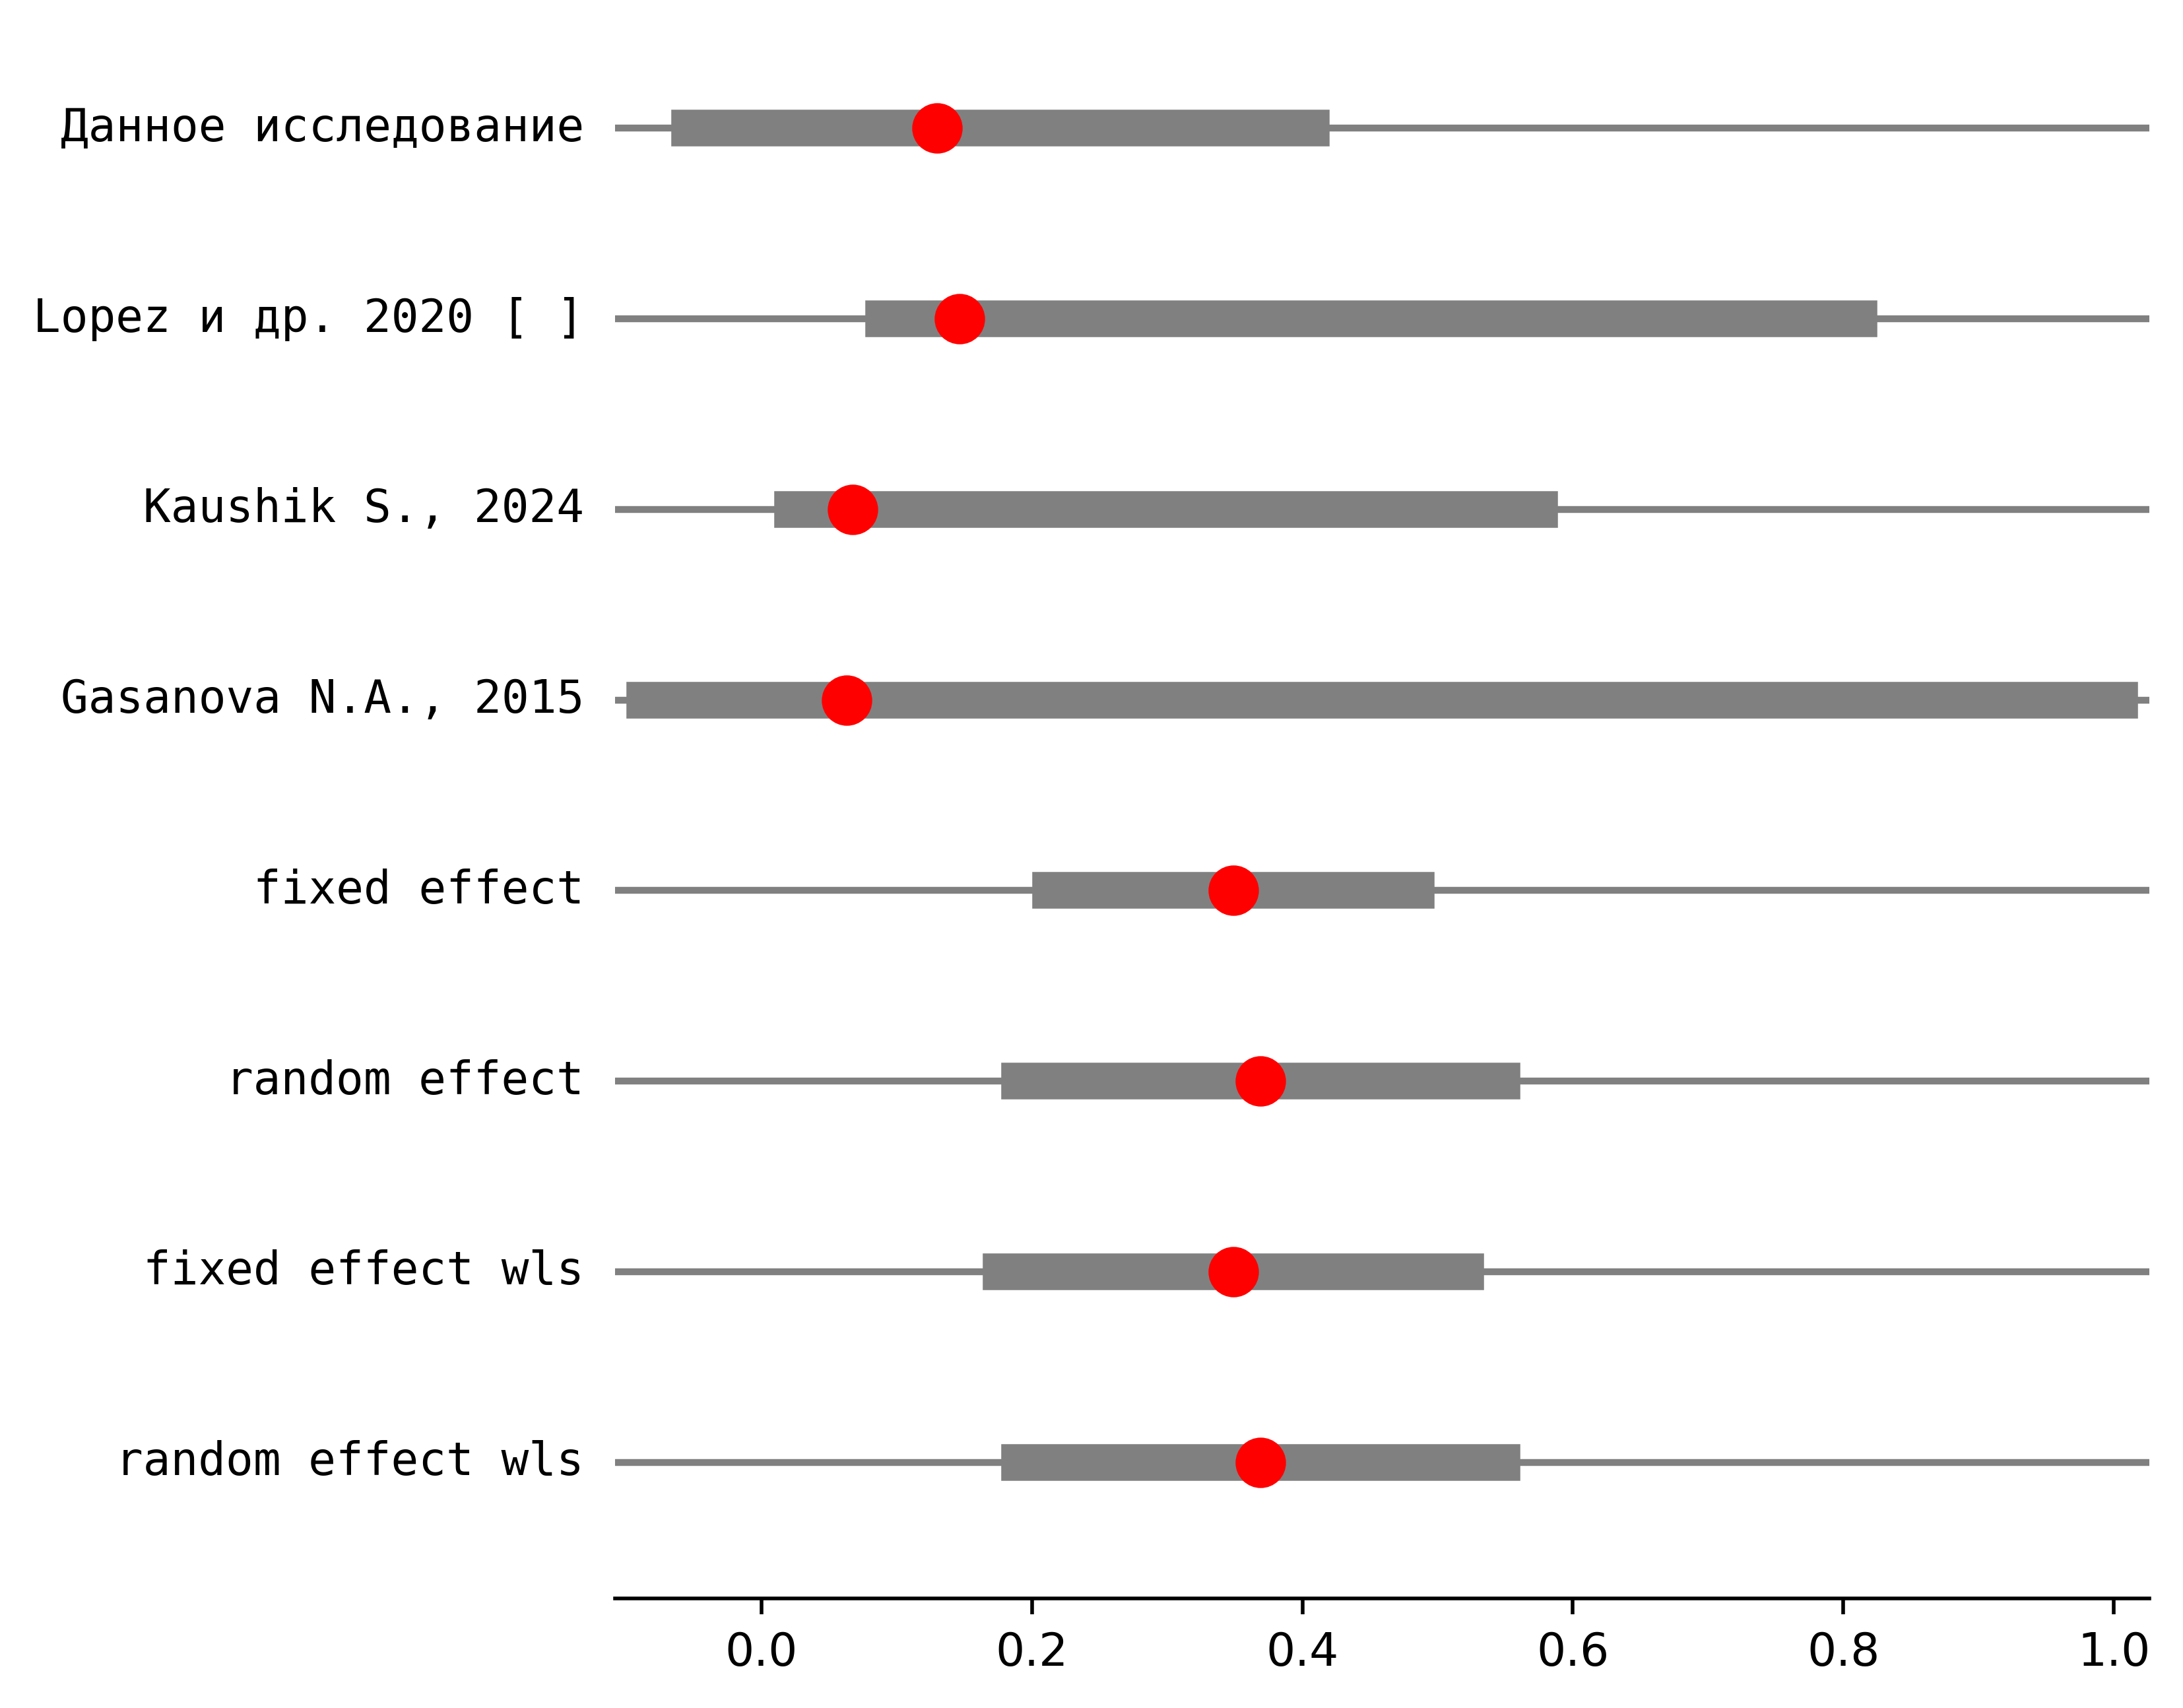 Данное исследование
Lopez и др. 2020 [ ]
Kaushik S., 2024
Gasanova N.A., 2015
fixed effect
random effect
fixed effect wls
random effect wls
0.0 0.2 0.4 0.6 0.8 1.0